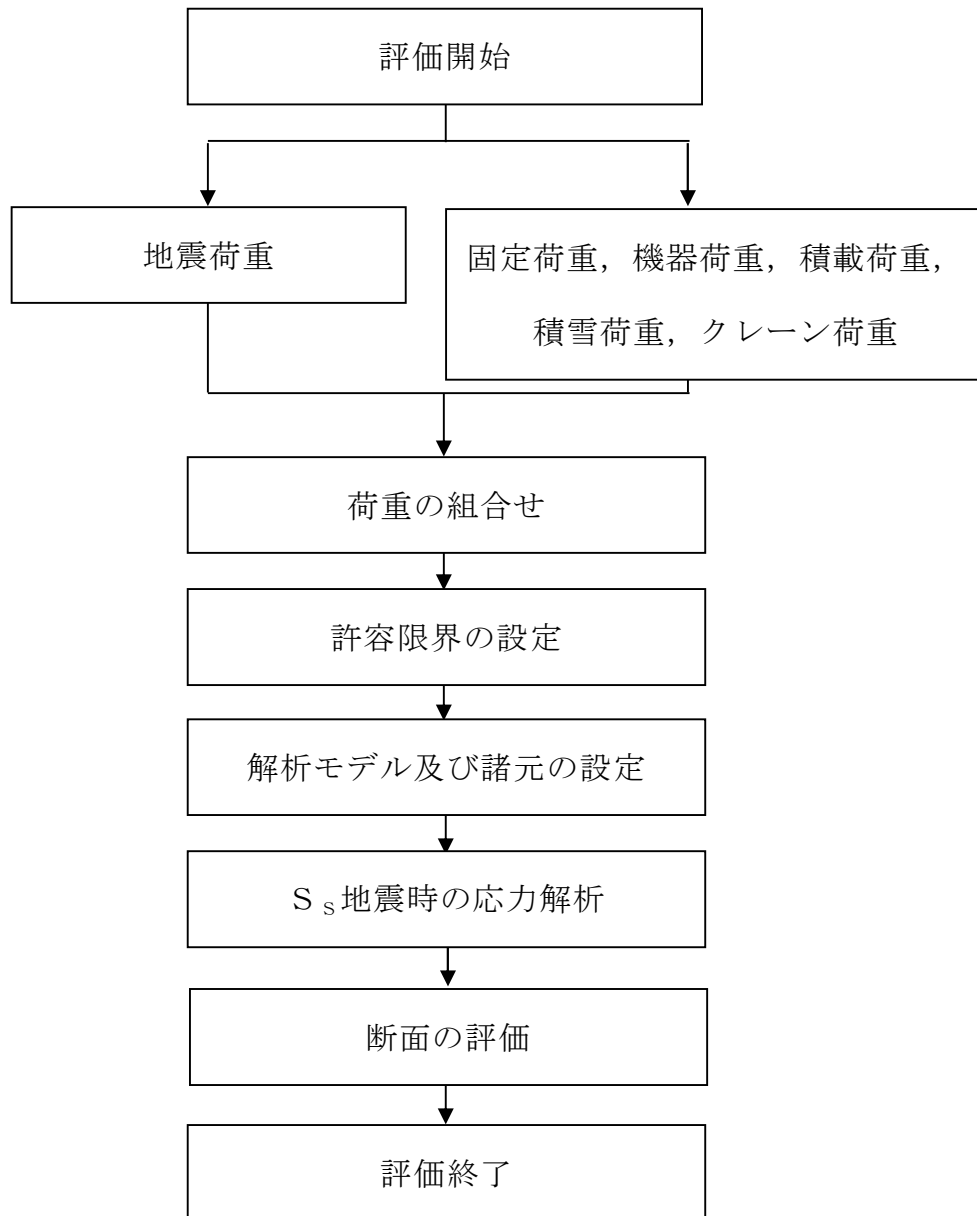 評価開始
地震荷重
固定荷重，機器荷重，積載荷重，
積雪荷重，クレーン荷重
荷重の組合せ
許容限界の設定
解析モデル及び諸元の設定
Ｓｓ地震時の応力解析
断面の評価
評価終了